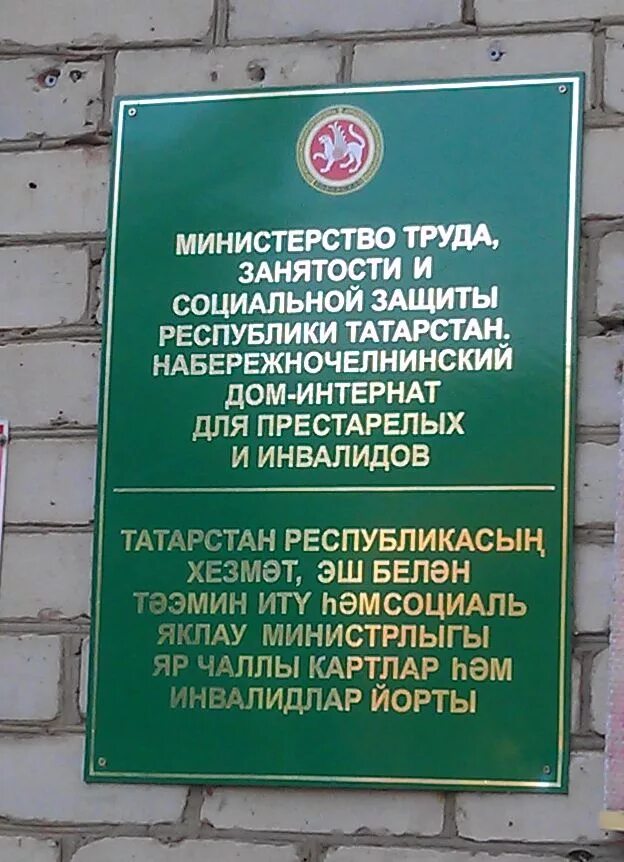 МИНИСТЕРСТВО ТРУДА,
ЗАНЯТОСТИ И
СОЦИАЛЬНОЙ ЗАЩИТЫ
РЕСПУБЛИКИ ТАТАРСТАН.
НАБЕРЕЖНОЧЕЛНИНСКИЙ
ДОМ-ИНТЕРНАТ
ДЛЯ ПРЕСТАРЕЛЫХ
И ИНВАЛИДОВ
ТАТАРСТАН РЕСПУБЛИКАСЫҢ
ХЕЗМӘТ, ЭШ БЕЛӘН
ТӘЭМИН ИТҮ ҺӘМСОЦИАЛЬ
ЯКЛАУ МИНИСТРЛЫГЫ
ЯР ЧАЛЛЫ КАРТЛАР ҺӘМ
ИНВАЛИДЛАР ЙОРТЫ